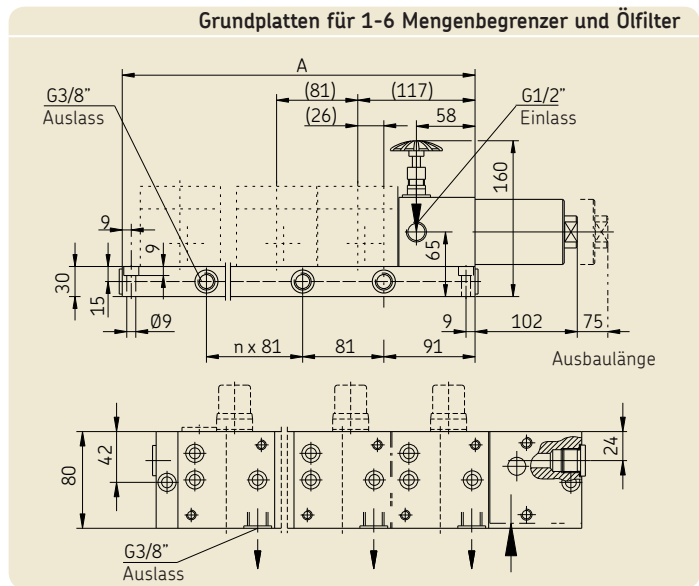 Grundplatten für 1-6 Mengenbegrenzer und Ölfilter
A
G3/8”
Auslass
(81)
(117)
G1/2”
Einlass
(26)
58
160
9
9
65
30
15
Ø9
n x 81
81
91
9
102
75
Ausbaulänge
80
42
24
G3/8”
Auslass